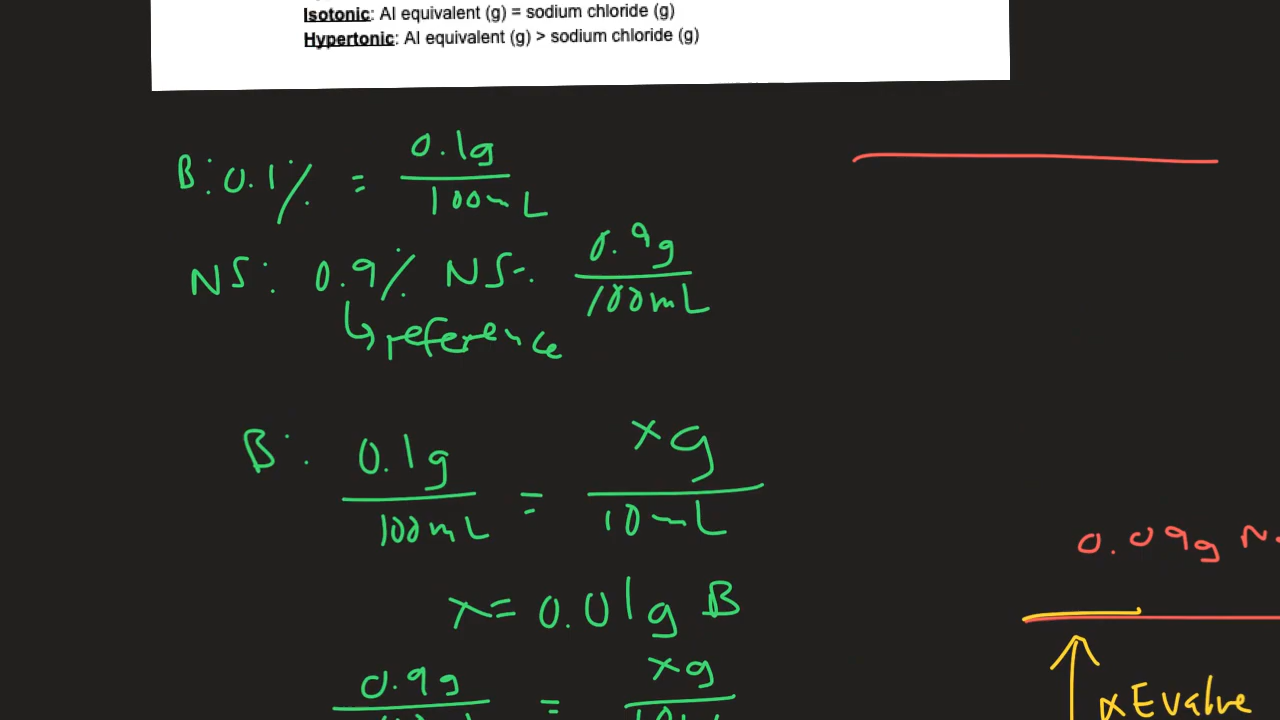 Isotonic: AI equivalent (g) = sodium chloride (g)
Hypertonic: AI equivalent (g) > sodium chloride (g)
B: 0.1% = 0.1g / 100mL
NS: 0.9% NS = 0.9g / 100mL
↳ reference
B: 0.1g / 100mL = xg / 10mL
x = 0.01g B
0.9g = xg
0.09g N
x E value